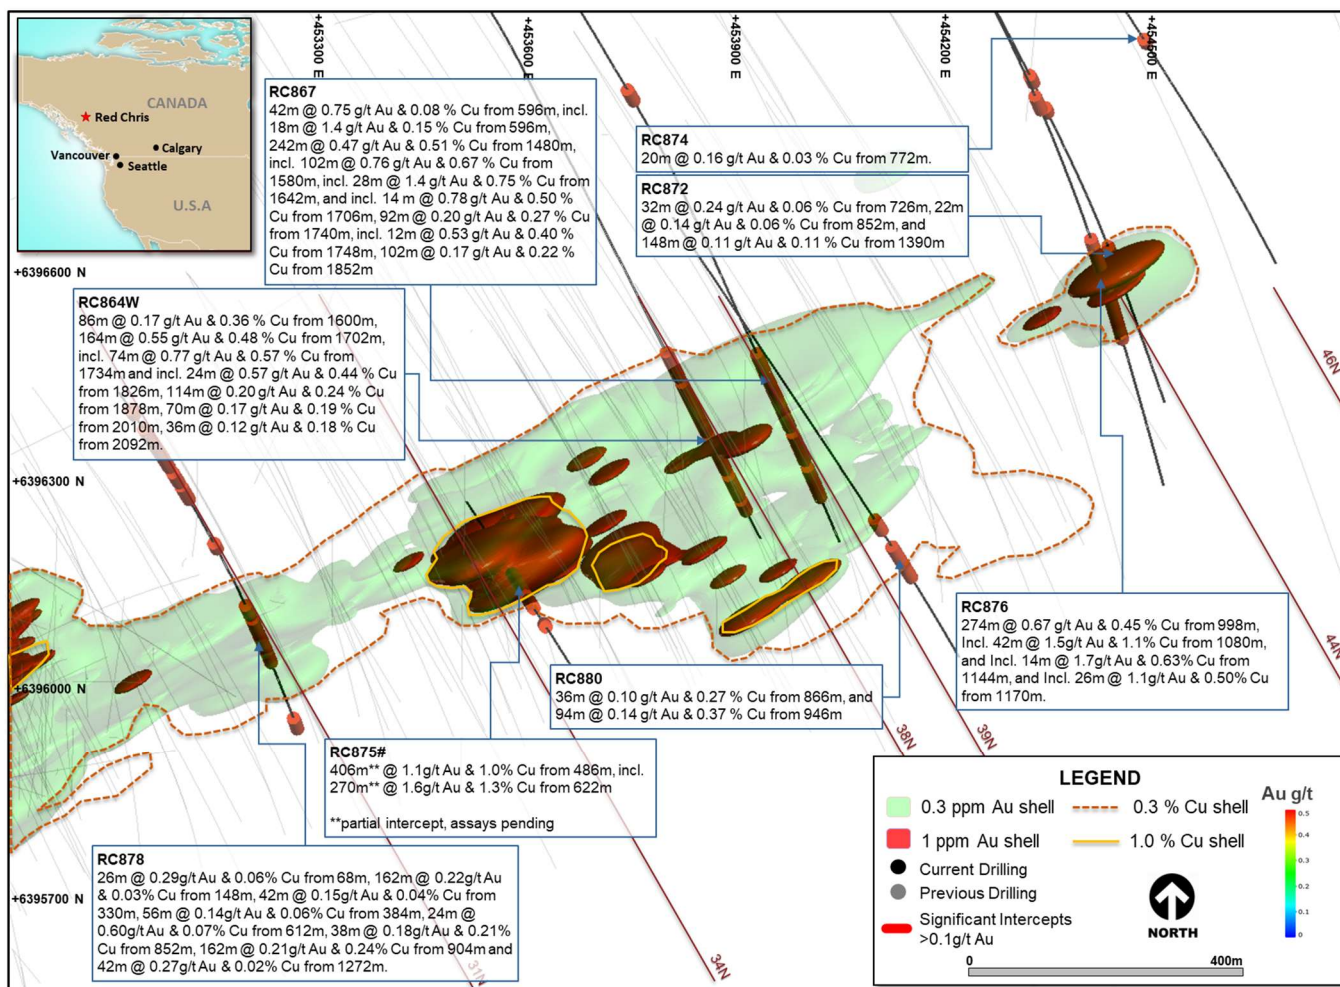 CANADA
Red Chris
Vancouver
Calgary
Seattle
U.S.A
+453300 E
+453600 E
+453900 E
+454200 E
+454500 E
RC867
42m @ 0.75 g/t Au & 0.08 % Cu from 596m, incl.
18m @ 1.4 g/t Au & 0.15 % Cu from 596m,
242m @ 0.47 g/t Au & 0.51 % Cu from 1480m,
incl. 102m @ 0.76 g/t Au & 0.67 % Cu from
1580m, incl. 28m @ 1.4 g/t Au & 0.75 % Cu from
1642m, and incl. 14 m @ 0.78 g/t Au & 0.50 %
Cu from 1706m, 92m @ 0.20 g/t Au & 0.27 % Cu
from 1740m, incl. 12m @ 0.53 g/t Au & 0.40 %
Cu from 1748m, 102m @ 0.17 g/t Au & 0.22 %
Cu from 1852m
RC874
20m @ 0.16 g/t Au & 0.03 % Cu from 772m.
RC872
32m @ 0.24 g/t Au & 0.06 % Cu from 726m, 22m
@ 0.14 g/t Au & 0.06 % Cu from 852m, and
148m @ 0.11 g/t Au & 0.11 % Cu from 1390m
+6396600 N
RC864W
86m @ 0.17 g/t Au & 0.36 % Cu from 1600m,
164m @ 0.55 g/t Au & 0.48 % Cu from 1702m,
incl. 74m @ 0.77 g/t Au & 0.57 % Cu from
1734m and incl. 24m @ 0.57 g/t Au & 0.44 % Cu
from 1826m, 114m @ 0.20 g/t Au & 0.24 % Cu
from 1878m, 70m @ 0.17 g/t Au & 0.19 % Cu
from 2010m, 36m @ 0.12 g/t Au & 0.18 % Cu
from 2092m.
46N
+6396300 N
RC876
274m @ 0.67 g/t Au & 0.45 % Cu from 998m,
Incl. 42m @ 1.5g/t Au & 1.1% Cu from 1080m,
and Incl. 14m @ 1.7g/t Au & 0.63% Cu from
1144m, and Incl. 26m @ 1.1g/t Au & 0.50% Cu
from 1170m.
44N
+6396000 N
RC880
36m @ 0.10 g/t Au & 0.27 % Cu from 866m, and
94m @ 0.14 g/t Au & 0.37 % Cu from 946m
38N
39N
RC875#
406m** @ 1.1g/t Au & 1.0% Cu from 486m, incl.
270m** @ 1.6g/t Au & 1.3% Cu from 622m
**partial intercept, assays pending
RC878
26m @ 0.29g/t Au & 0.06% Cu from 68m, 162m @ 0.22g/t Au
& 0.03% Cu from 148m, 42m @ 0.15g/t Au & 0.04% Cu from
330m, 56m @ 0.14g/t Au & 0.06% Cu from 384m, 24m @
0.60g/t Au & 0.07% Cu from 612m, 38m @ 0.18g/t Au & 0.21%
Cu from 852m, 162m @ 0.21g/t Au & 0.24% Cu from 904m and
42m @ 0.27g/t Au & 0.02% Cu from 1272m.
+6395700 N
31N
34N
LEGEND
0.3 ppm Au shell
0.3 % Cu shell
1 ppm Au shell
1.0 % Cu shell
Current Drilling
Previous Drilling
Significant Intercepts
>0.1g/t Au
NORTH
Au g/t
0.5
0.4
0.3
0.2
0.1
0
0
400m